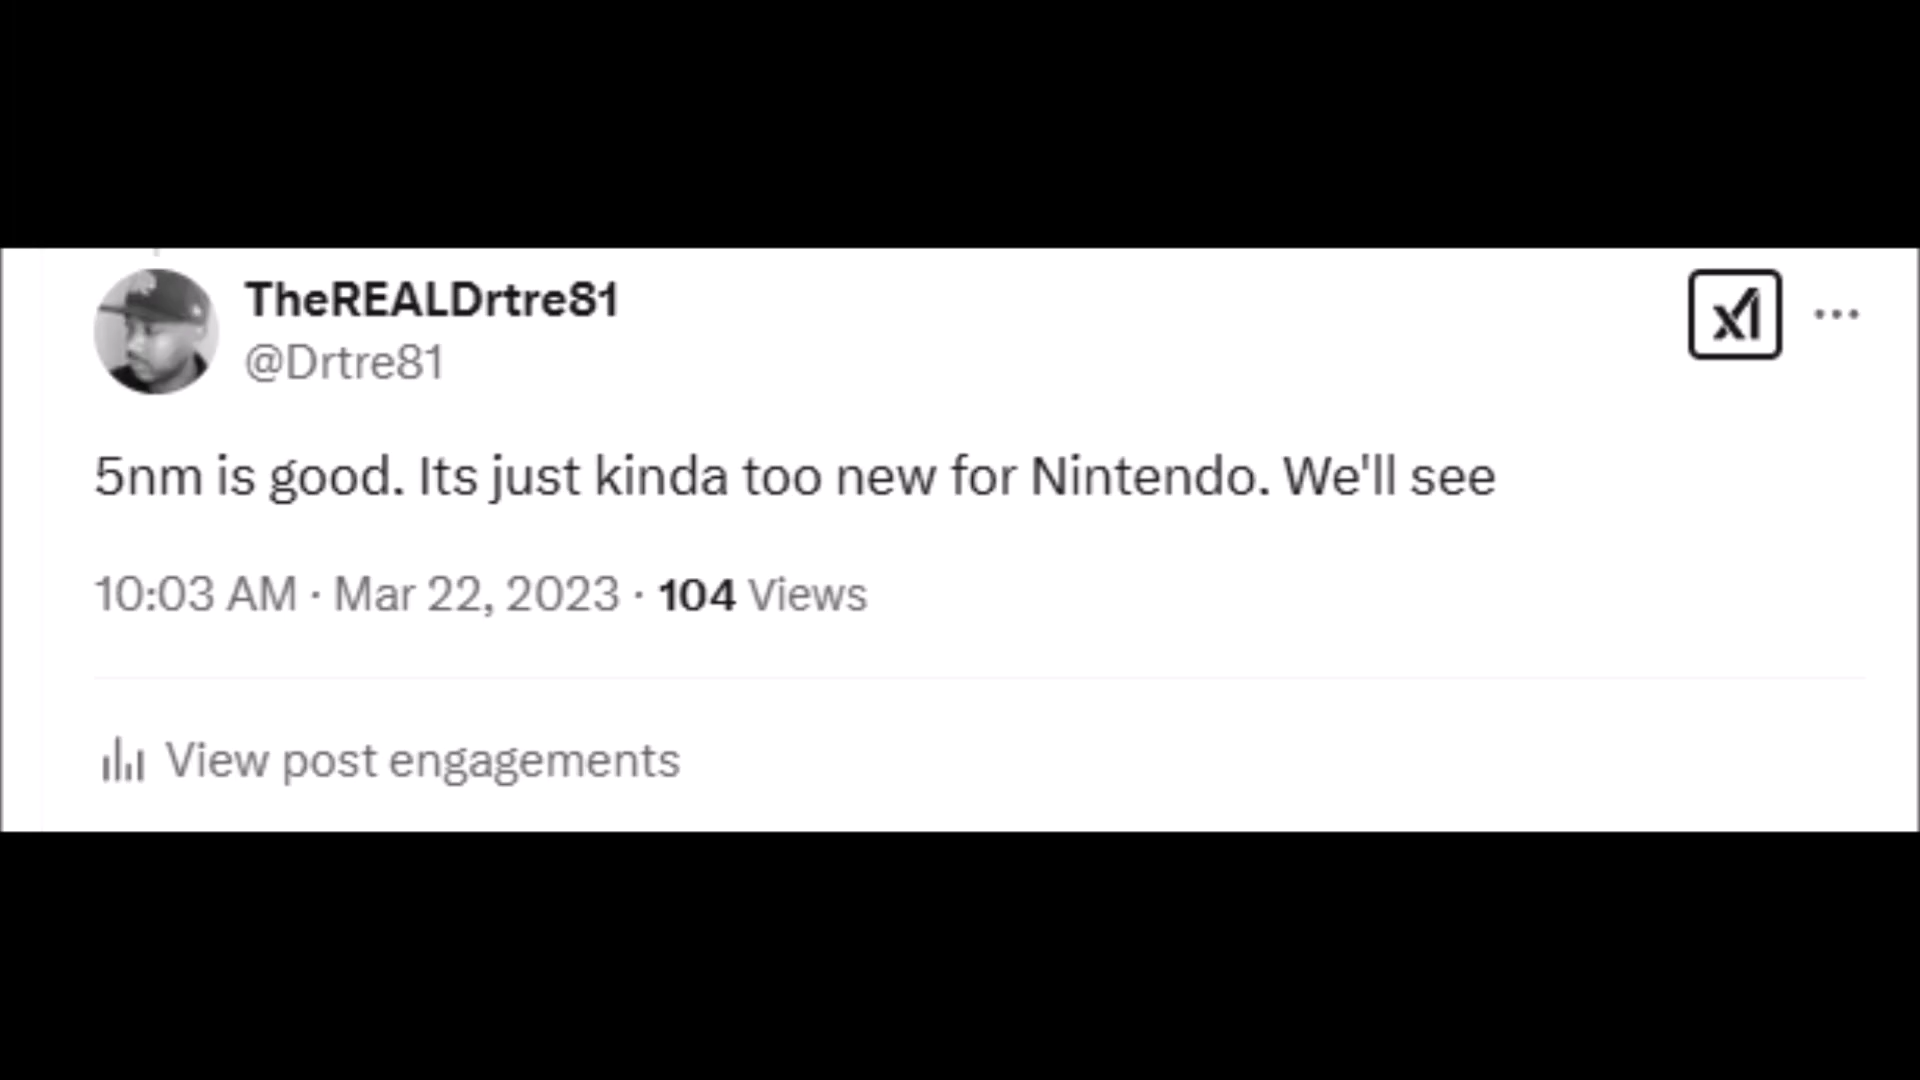 TheREALDrtre81
@Drtre81
5nm is good. Its just kinda too new for Nintendo. We'll see
10:03 AM · Mar 22, 2023 · 104 Views
View post engagements